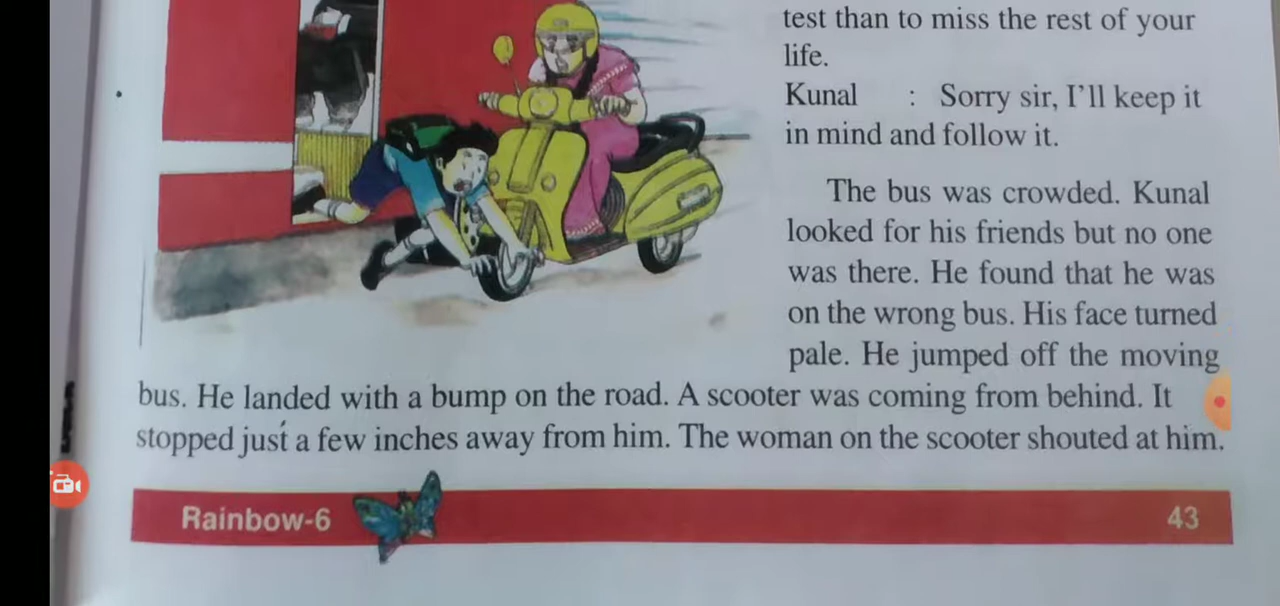 test than to miss the rest of your
life.
Kunal : Sorry sir, I'll keep it
in mind and follow it.
The bus was crowded. Kunal
looked for his friends but no one
was there. He found that he was
on the wrong bus. His face turned
pale. He jumped off the moving
bus. He landed with a bump on the road. A scooter was coming from behind. It
stopped just a few inches away from him. The woman on the scooter shouted at him.
Rainbow-6
43